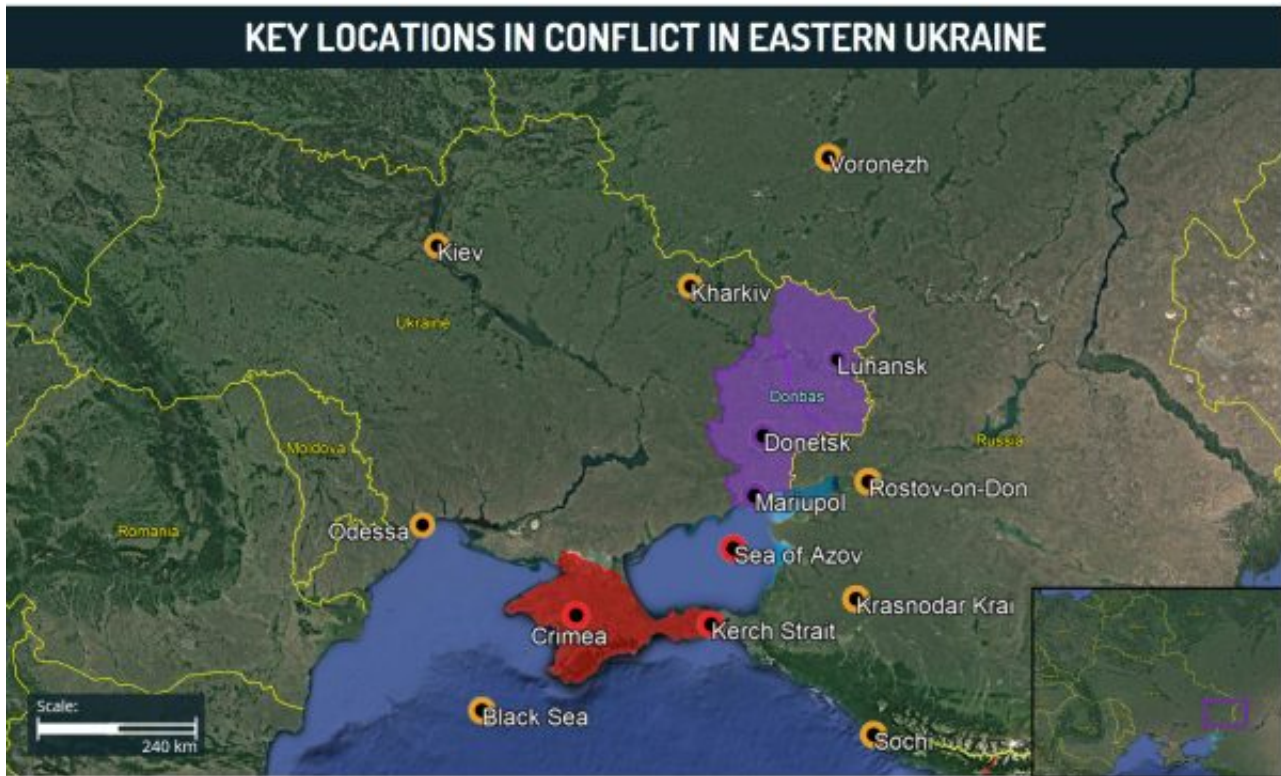 KEY LOCATIONS IN CONFLICT IN EASTERN UKRAINE
Voronezh
Kiev
Kharkiv
Ukraine
Luhansk
Donbas
Moldova
Donetsk
Russia
Mariupol
Rostov-on-Don
Romania
Odessa
Sea of Azov
Krasnodar Krai
Crimea
Kerch Strait
Scale:
240 km
Black Sea
Sochi